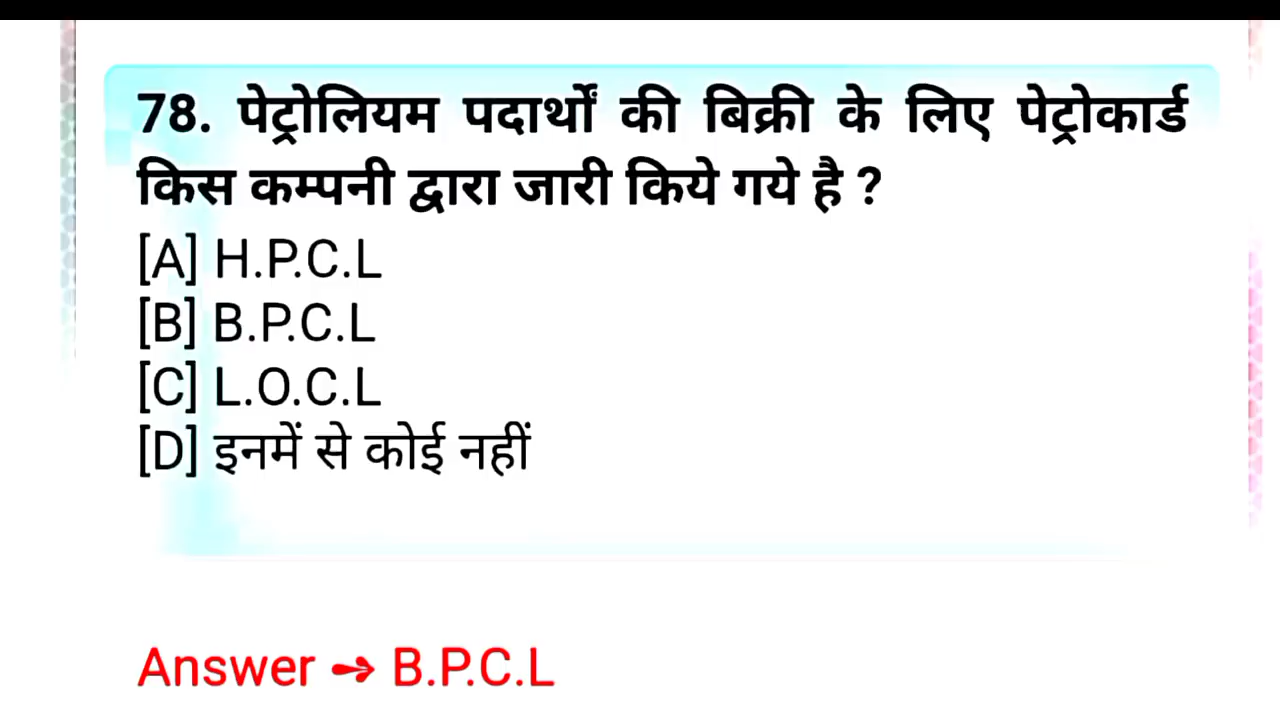 78. पेट्रोलियम पदार्थों की बिक्री के लिए पेट्रोकार्ड
किस कम्पनी द्वारा जारी किये गये है ?
[A] H.P.C.L
[B] B.P.C.L
[C] L.O.C.L
[D] इनमें से कोई नहीं
Answer ➺ B.P.C.L